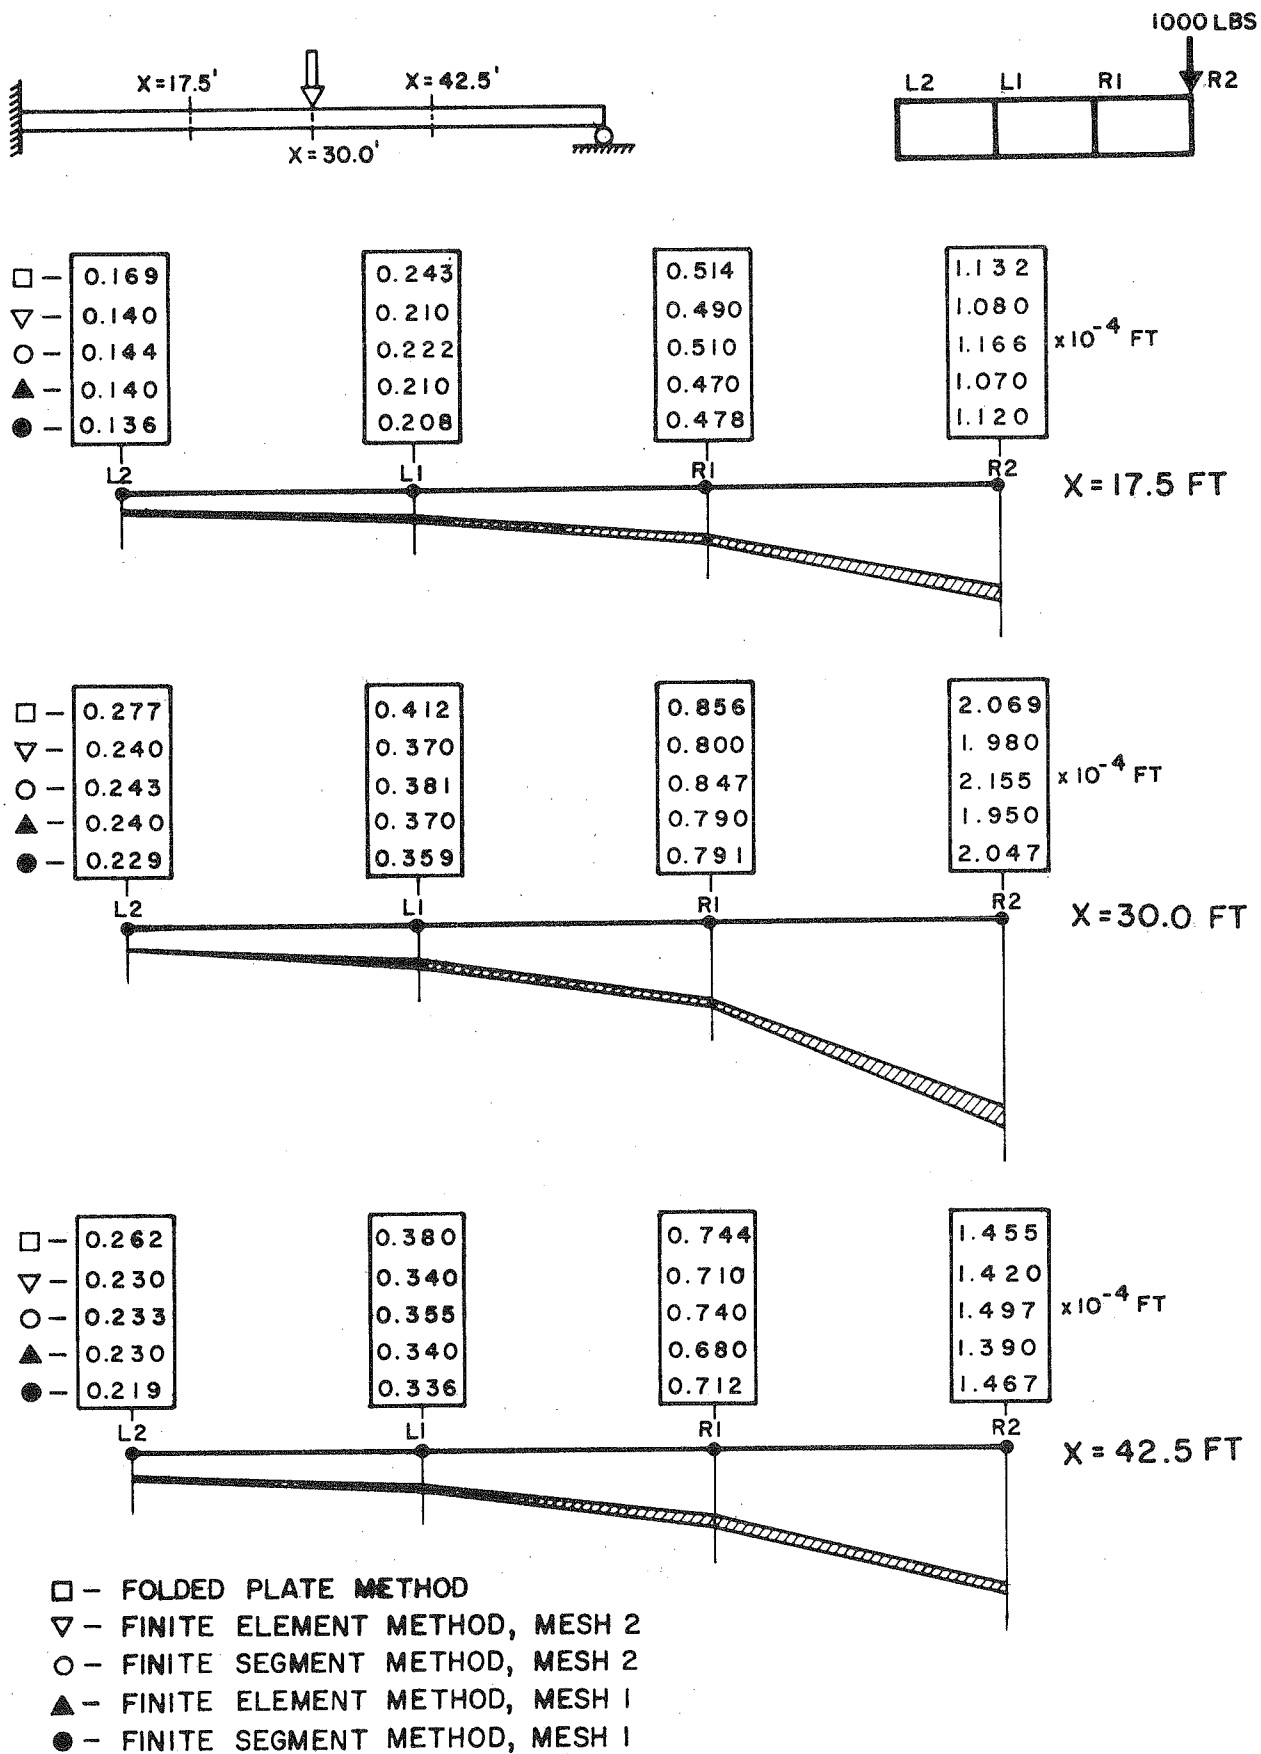 1000 LBS
X=17.5' X=42.5'
X=30.0'
L2 L1 R1 R2
□ – 0.169 0.243 0.514 1.132
▽ – 0.140 0.210 0.490 1.080
○ – 0.144 0.222 0.510 1.166 x10-4 FT
▲ – 0.140 0.210 0.470 1.070
● – 0.136 0.208 0.478 1.120
L2 L1 R1 R2
X=17.5 FT
□ – 0.277 0.412 0.856 2.069
▽ – 0.240 0.370 0.800 1.980
○ – 0.243 0.381 0.847 2.155 x10-4 FT
▲ – 0.240 0.370 0.790 1.950
● – 0.229 0.359 0.791 2.047
L2 L1 R1 R2
X=30.0 FT
□ – 0.262 0.380 0.744 1.455
▽ – 0.230 0.340 0.710 1.420
○ – 0.233 0.355 0.740 1.497 x10-4 FT
▲ – 0.230 0.340 0.680 1.390
● – 0.219 0.336 0.712 1.467
L2 L1 R1 R2
X=42.5 FT
□ – FOLDED PLATE METHOD
▽ – FINITE ELEMENT METHOD, MESH 2
○ – FINITE SEGMENT METHOD, MESH 2
▲ – FINITE ELEMENT METHOD, MESH 1
● – FINITE SEGMENT METHOD, MESH 1